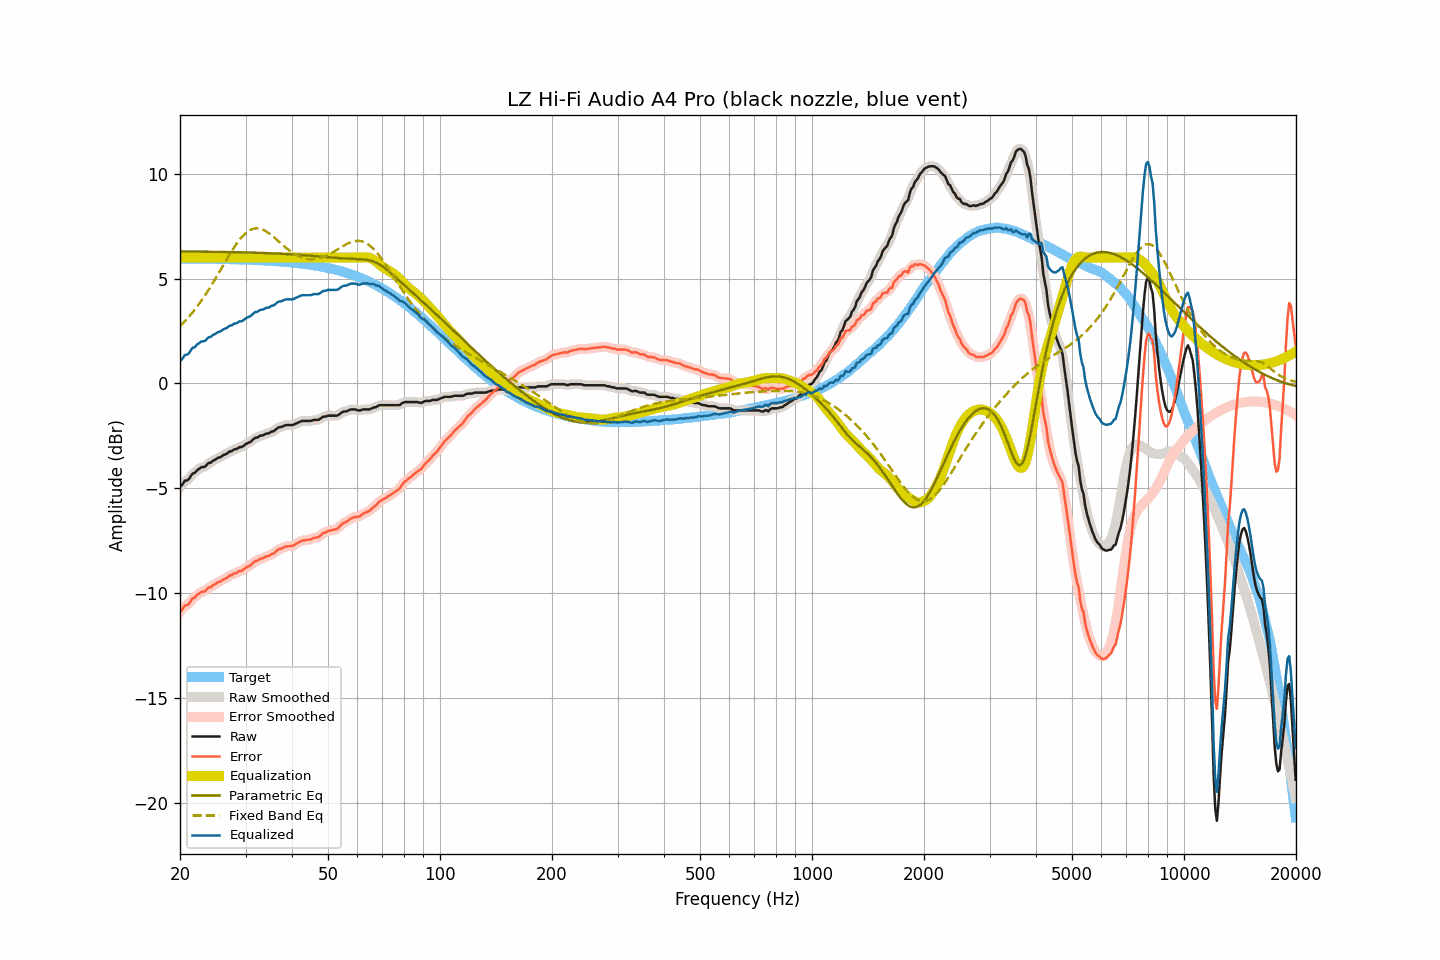 LZ Hi-Fi Audio A4 Pro (black nozzle, blue vent)
10
5
0
−5
−10
−15
−20
Amplitude (dBr)
Target
Raw Smoothed
Error Smoothed
Raw
Error
Equalization
Parametric Eq
Fixed Band Eq
Equalized
20 50 100 200 500 1000 2000 5000 10000 20000
Frequency (Hz)